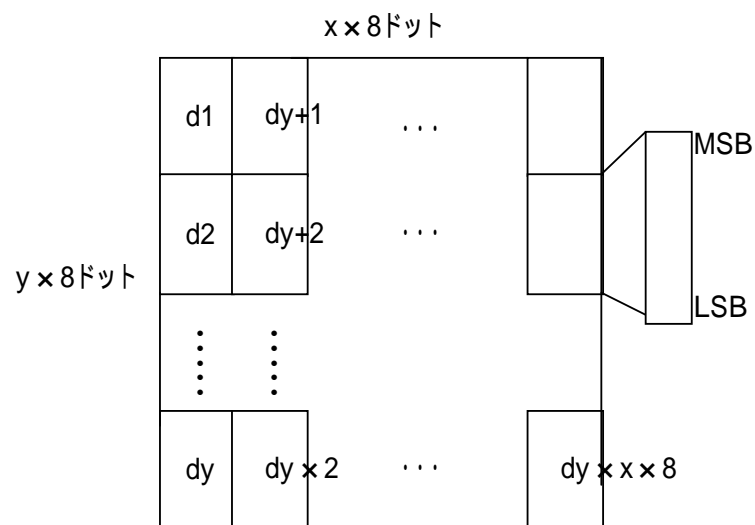 x×8ドット
d1 dy+1 ・・・
MSB
d2 dy+2 ・・・
y×8ドット
LSB
dy dy×2 ・・・ dy×x×8